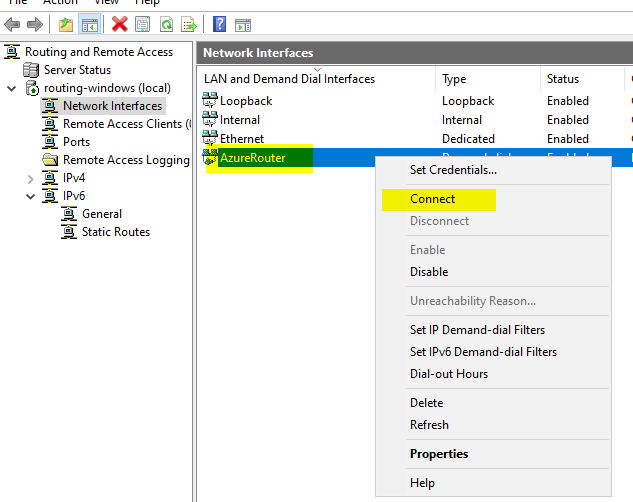 File Action View Help
Routing and Remote Access
Server Status
routing-windows (local)
Network Interfaces
Remote Access Clients (
Ports
Remote Access Logging
IPv4
IPv6
General
Static Routes
Network Interfaces
LAN and Demand Dial Interfaces Type Status
Loopback Loopback Enabled
Internal Internal Enabled
Ethernet Dedicated Enabled
AzureRouter
Set Credentials...
Connect
Disconnect
Enable
Disable
Unreachability Reason...
Set IP Demand-dial Filters
Set IPv6 Demand-dial Filters
Dial-out Hours
Delete
Refresh
Properties
Help